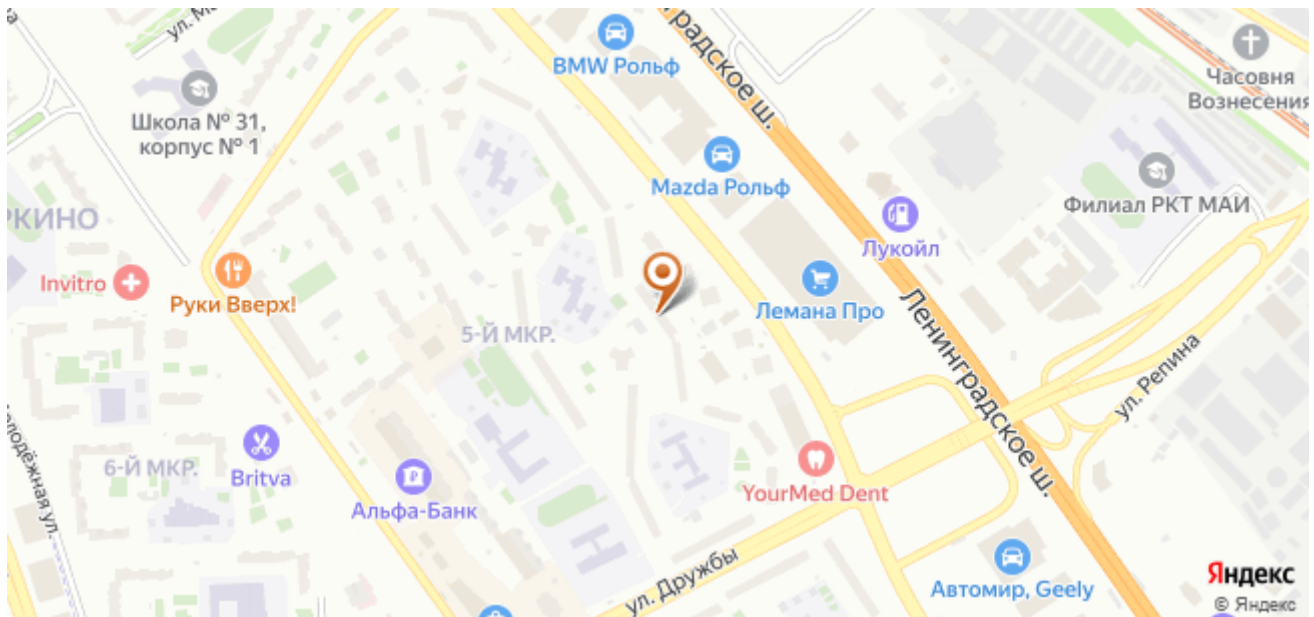 ул. М
BMW Рольф
градское ш.
Часовня
Вознесения
Школа № 31,
корпус № 1
Mazda Рольф
Филиал РКТ МАИ
РКИНО
Лукойл
Invitro
Руки Вверх!
Лемана Про
5-Й МКР.
Ленинградское ш.
ул. Репина
олодёжная ул.
6-Й МКР.
Britva
Альфа-Банк
YourMed Dent
ул. Дружбы
Автомир, Geely
Яндекс
© Яндекс